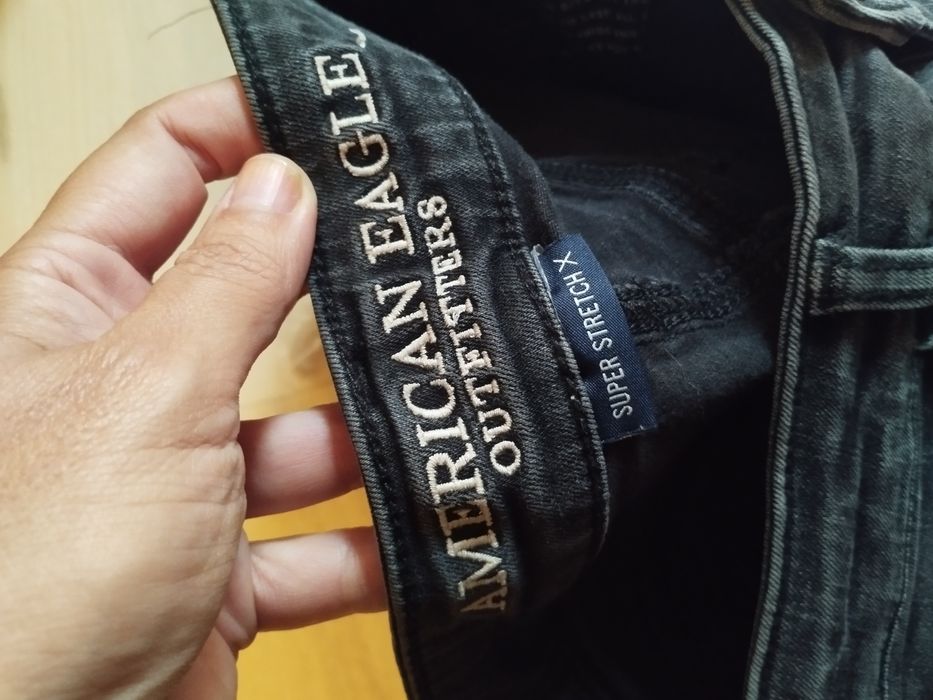 AMERICAN EAGLE
OUTFITTERS
SUPER STRETCH X